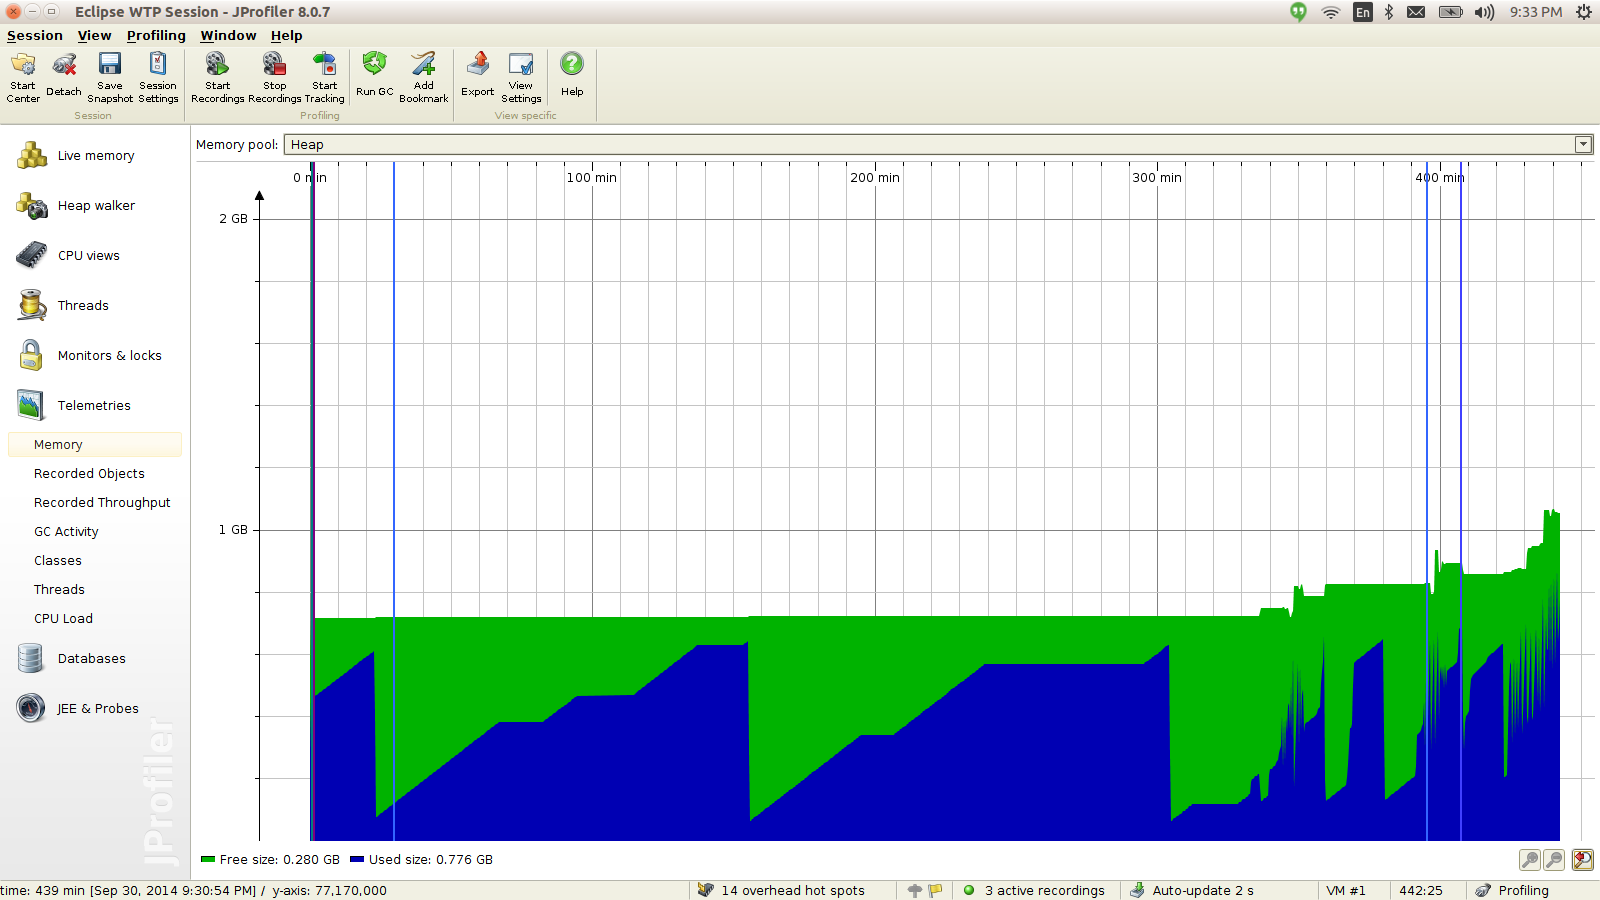 Eclipse WTP Session - JProfiler 8.0.7
En
9:33 PM
Session View Profiling Window Help
Start Center
Detach
Save Snapshot
Session Settings
Start Recordings
Stop Recordings
Start Tracking
Run GC
Add Bookmark
Export
View Settings
Help
Session
Profiling
View specific
Live memory
Heap walker
CPU views
Threads
Monitors & locks
Telemetries
Memory
Recorded Objects
Recorded Throughput
GC Activity
Classes
Threads
CPU Load
Databases
JEE & Probes
JProfiler
Memory pool: Heap
0 min 100 min 200 min 300 min 400 min
2 GB
1 GB
Free size: 0.280 GB Used size: 0.776 GB
time: 439 min [Sep 30, 2014 9:30:54 PM] / y-axis: 77,170,000
14 overhead hot spots
3 active recordings
Auto-update 2 s
VM #1
442:25
Profiling